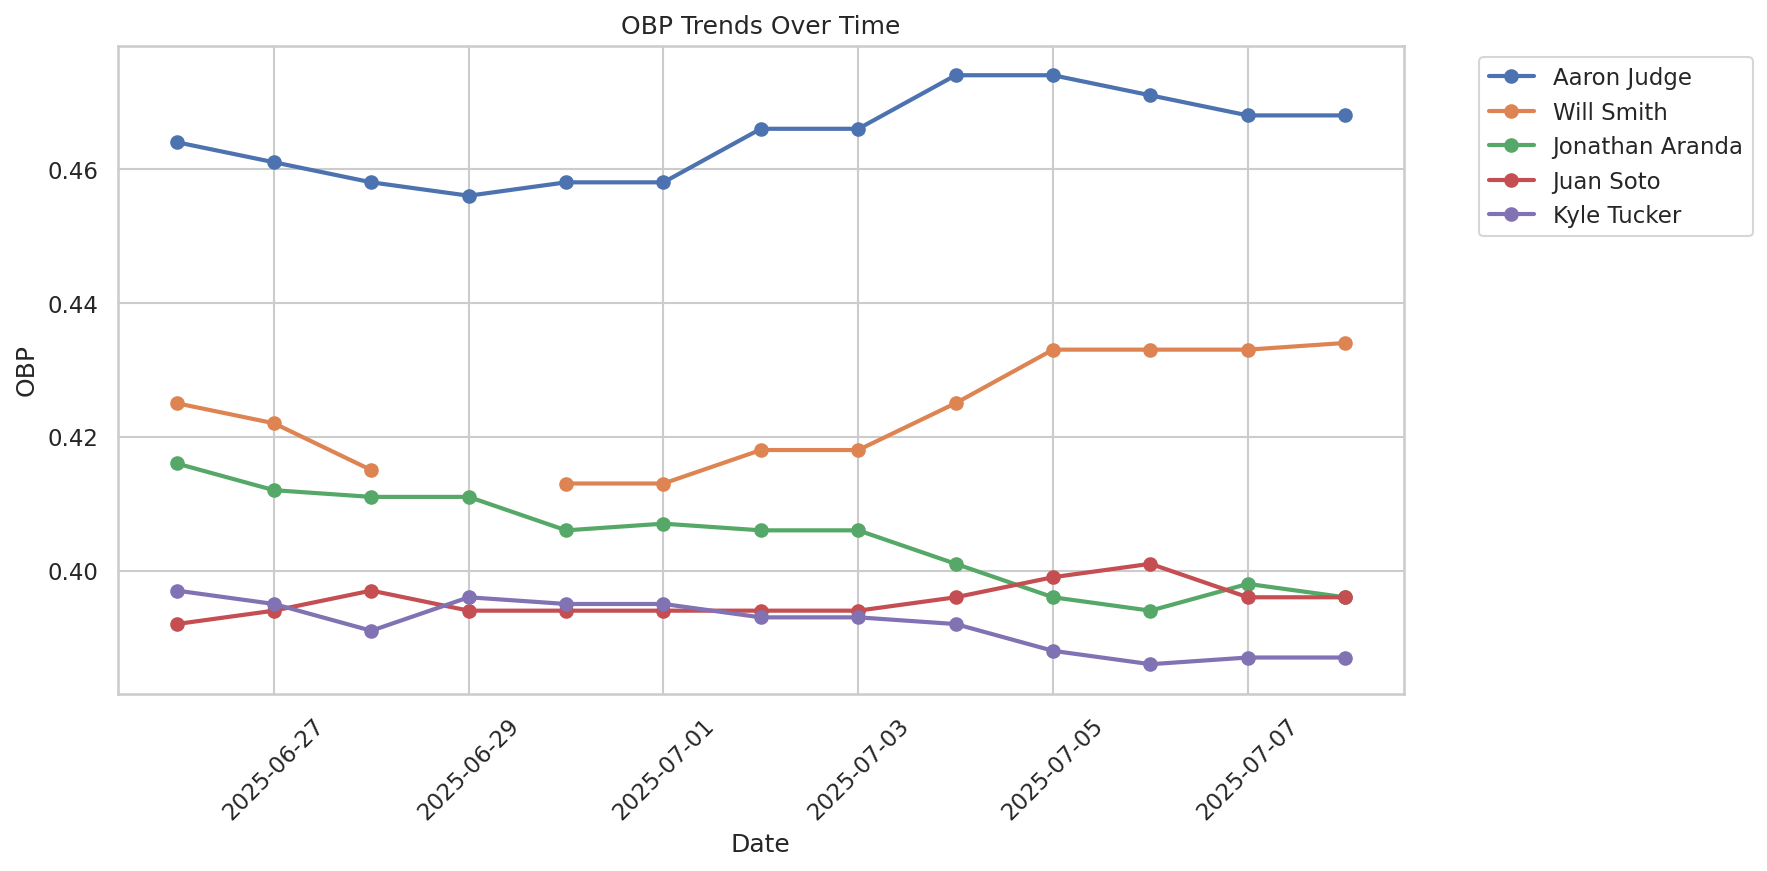 OBP Trends Over Time
Aaron Judge
Will Smith
Jonathan Aranda
Juan Soto
Kyle Tucker
OBP
0.46
0.44
0.42
0.40
2025-06-27
2025-06-29
2025-07-01
2025-07-03
2025-07-05
2025-07-07
Date